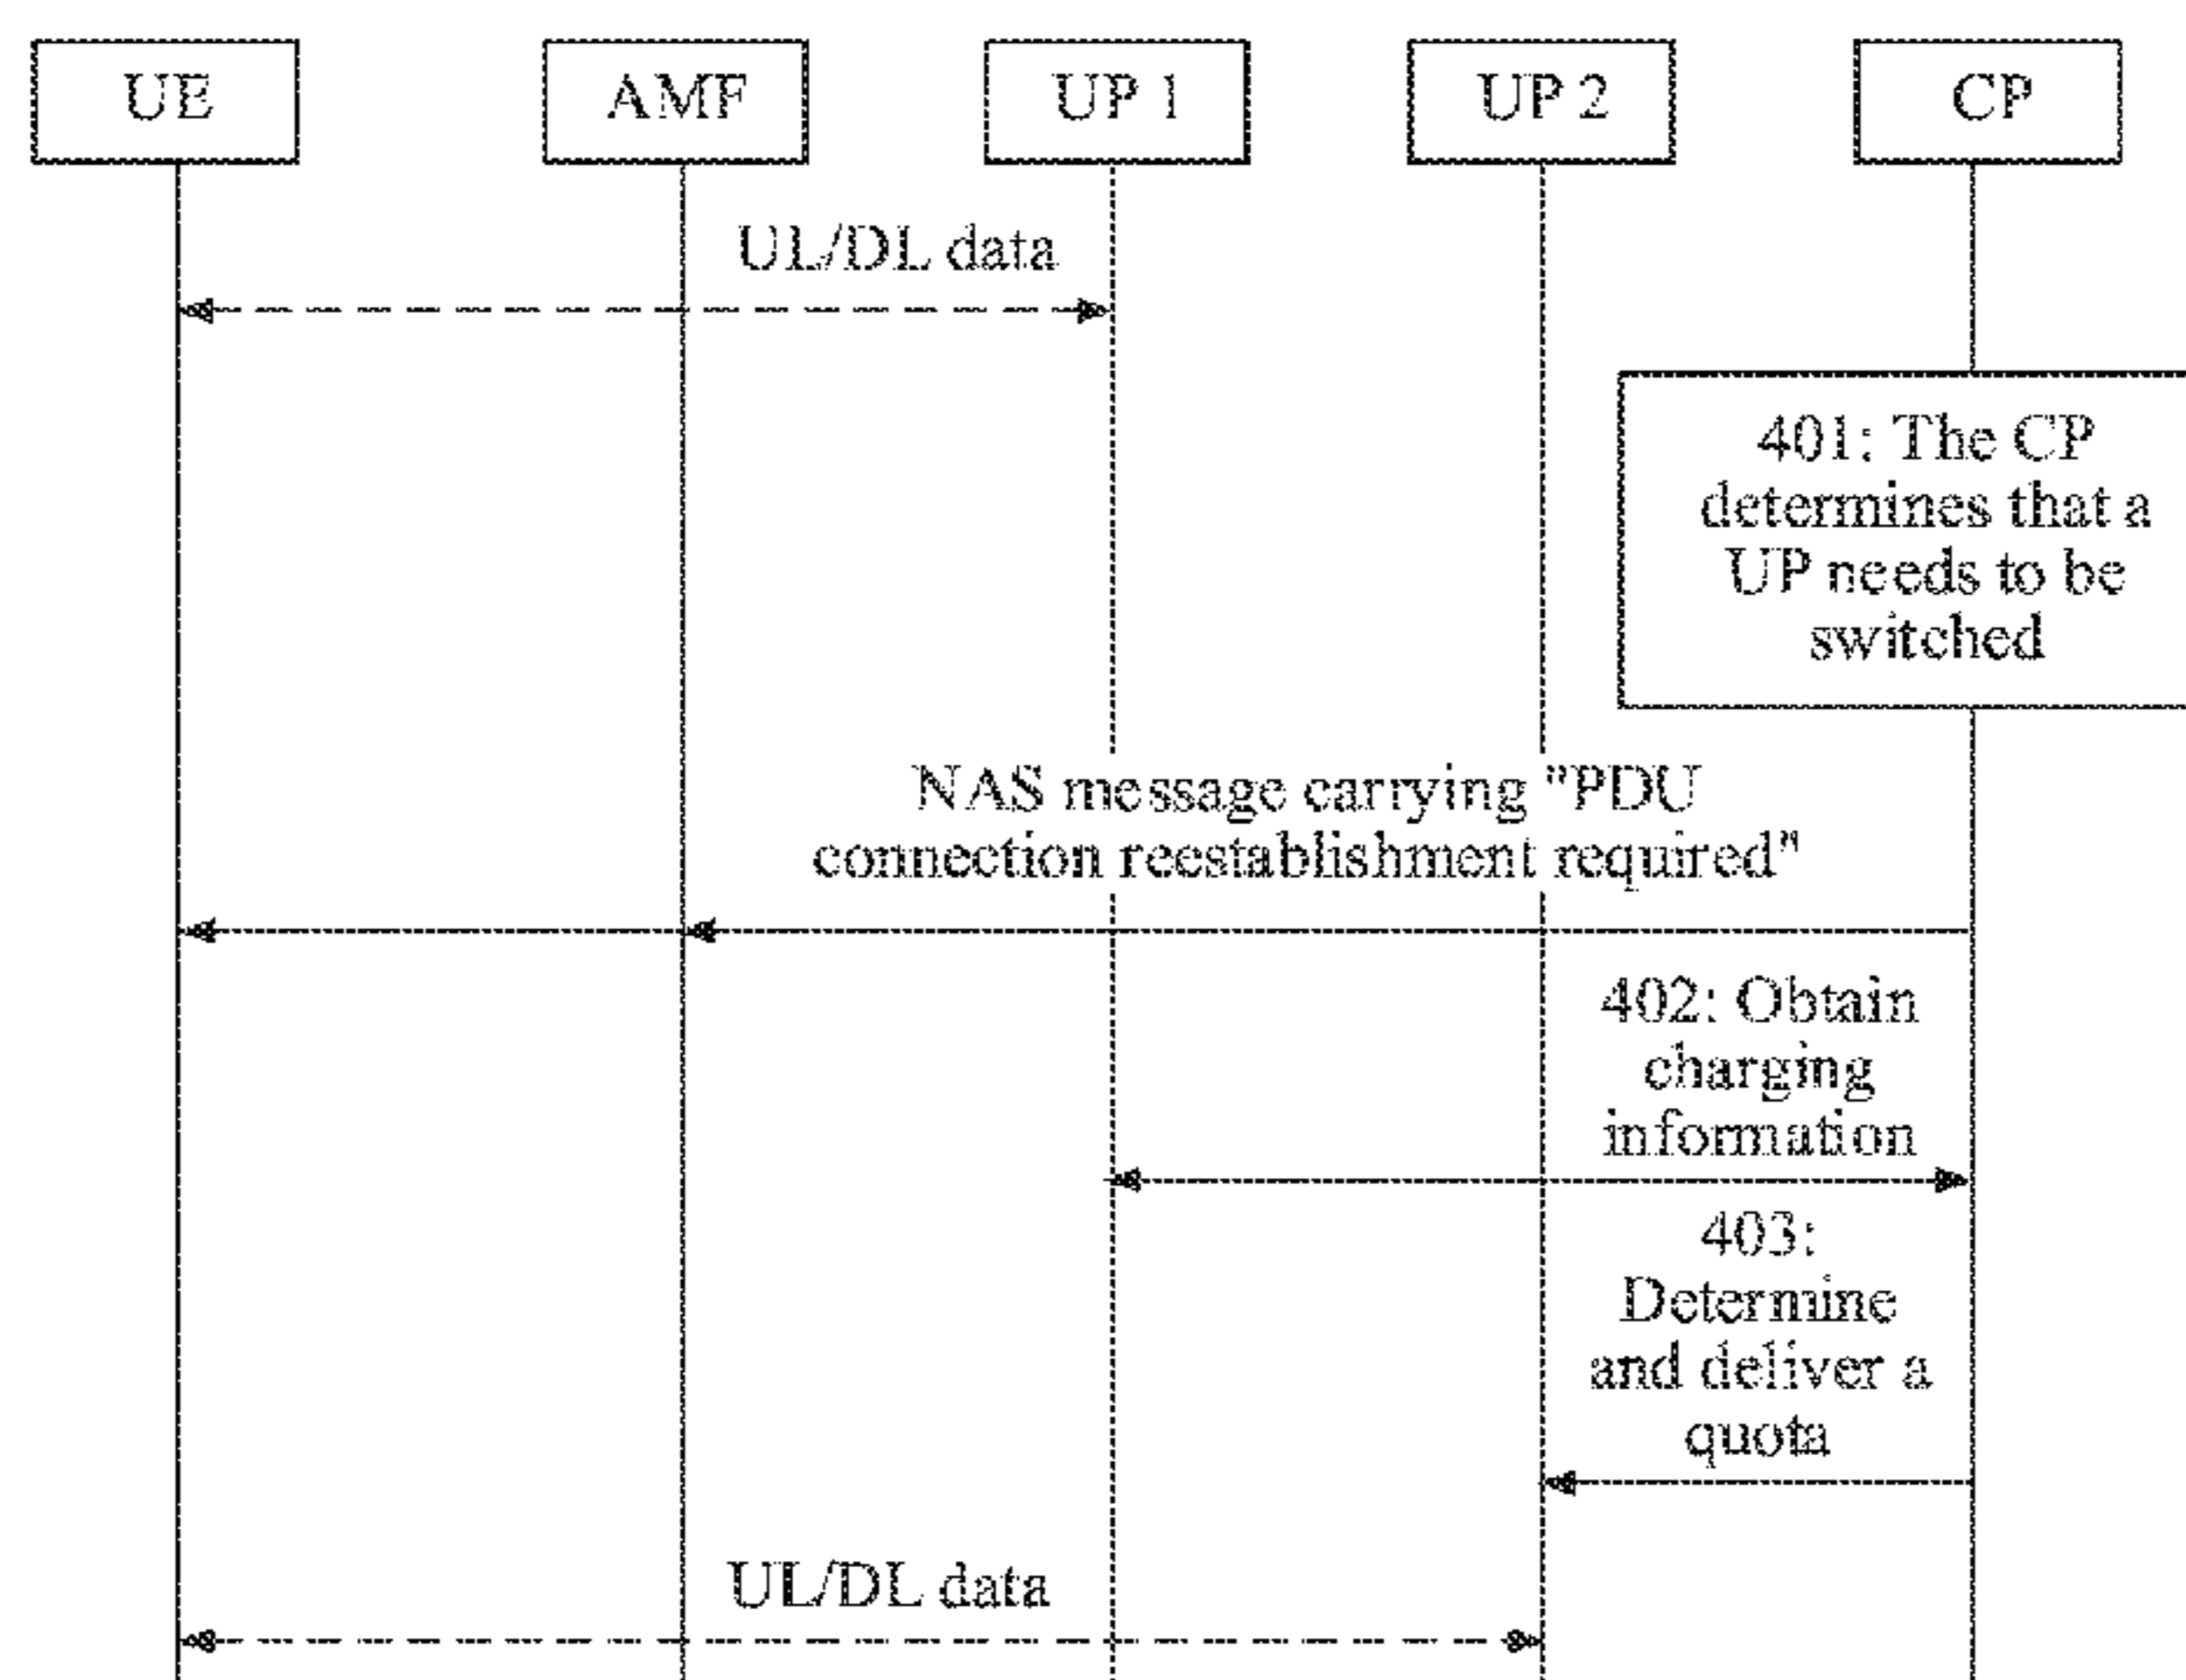 UE
AMF
UP 1
UP 2
CP
UL/DL data
401: The CP
determines that a
UP needs to be
switched
NAS message carrying "PDU
connection reestablishment required"
402: Obtain
charging
information
403:
Determine
and deliver a
quota
UL/DL data